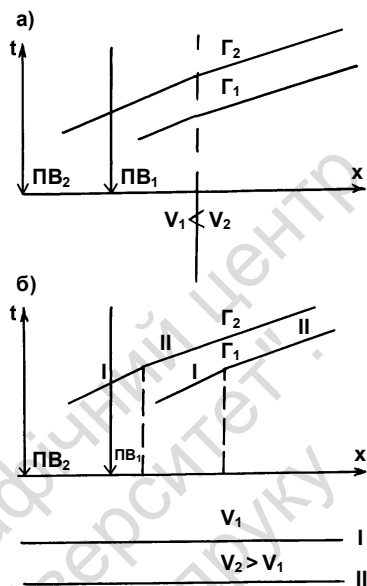 а)
t
Г₂
Г₁
ПВ₂ ПВ₁ x
V₁ < V₂
б)
t
Г₂
II II
Г₁
I I
ПВ₂ ПВ₁ x
V₁
I
V₂ > V₁
II